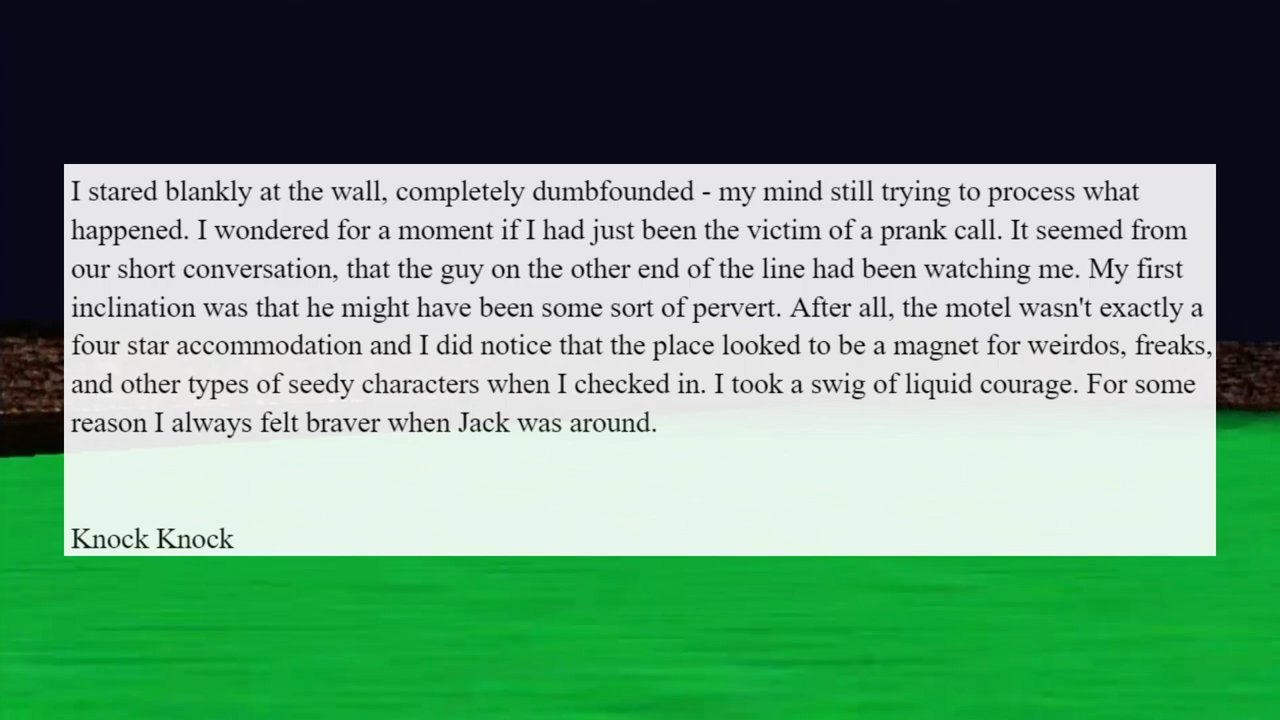 I stared blankly at the wall, completely dumbfounded - my mind still trying to process what
happened. I wondered for a moment if I had just been the victim of a prank call. It seemed from
our short conversation, that the guy on the other end of the line had been watching me. My first
inclination was that he might have been some sort of pervert. After all, the motel wasn't exactly a
four star accommodation and I did notice that the place looked to be a magnet for weirdos, freaks,
and other types of seedy characters when I checked in. I took a swig of liquid courage. For some
reason I always felt braver when Jack was around.
Knock Knock